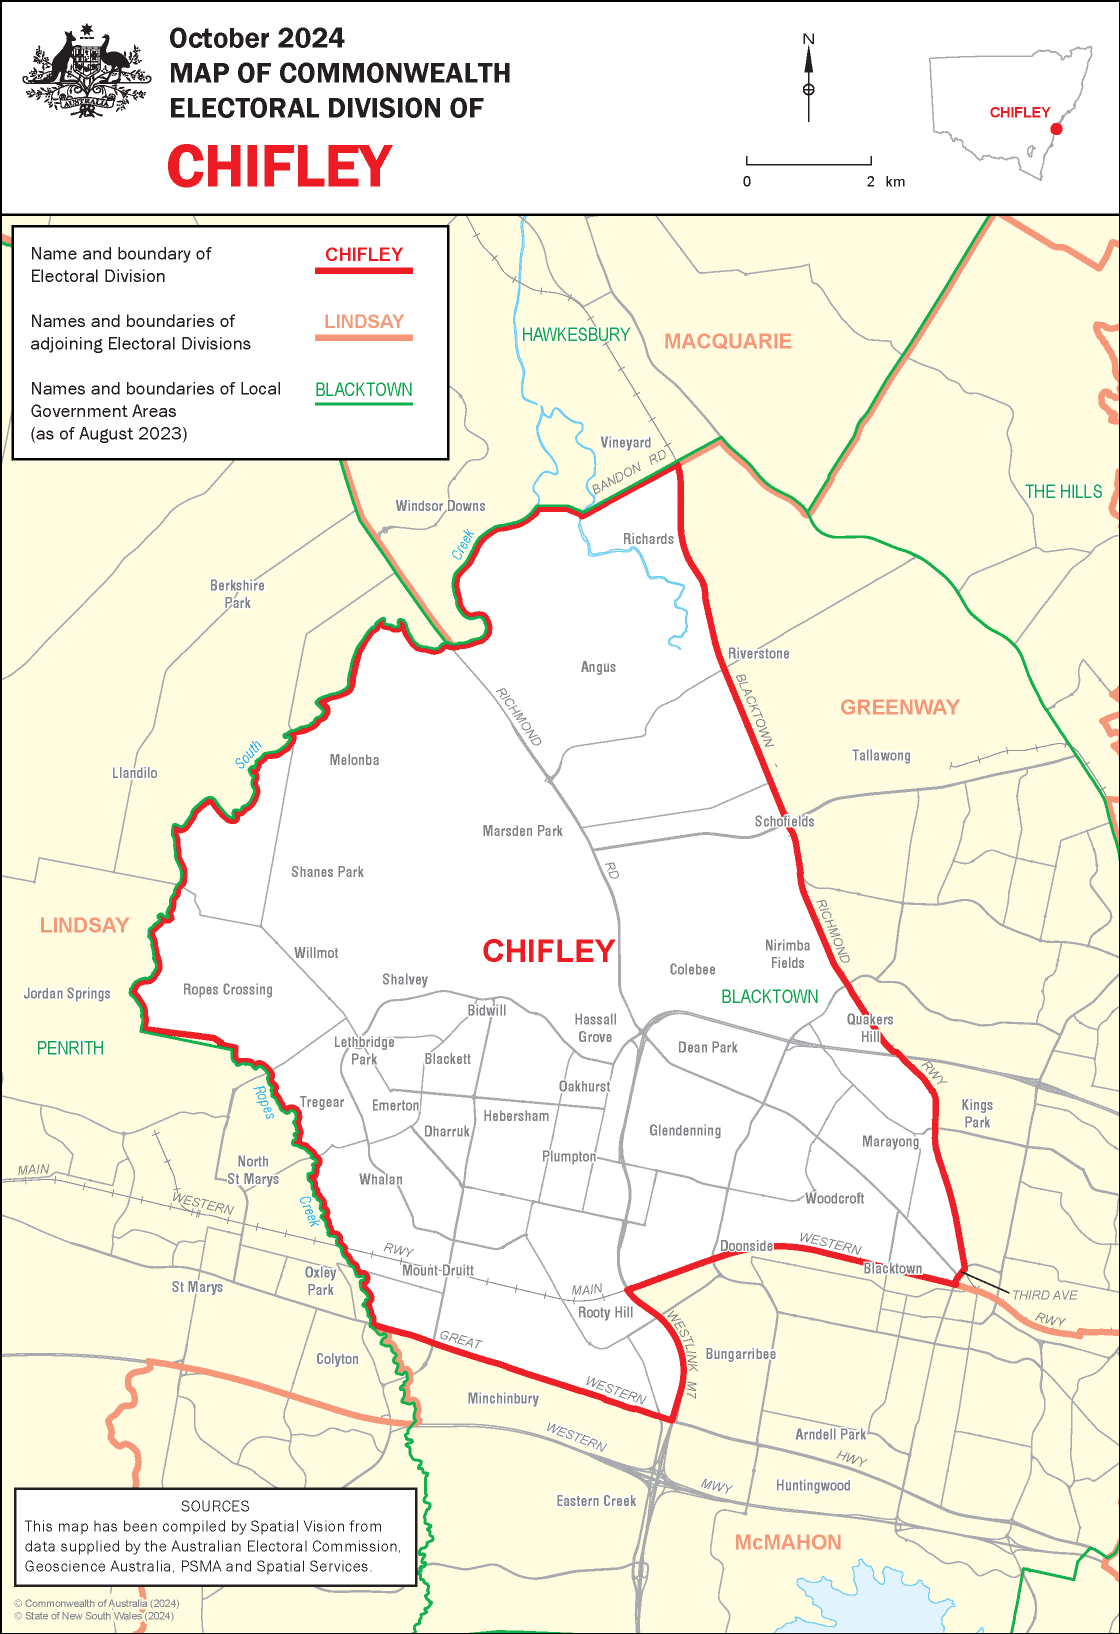 October 2024
MAP OF COMMONWEALTH
ELECTORAL DIVISION OF
CHIFLEY
AUSTRALIA
N
0 2 km
CHIFLEY
Name and boundary of
Electoral Division
CHIFLEY
Names and boundaries of
adjoining Electoral Divisions
LINDSAY
Names and boundaries of Local
Government Areas
(as of August 2023)
BLACKTOWN
HAWKESBURY
MACQUARIE
Vineyard
BANDON RD
THE HILLS
Windsor Downs
Creek
Richards
Berkshire
Park
Angus
Riverstone
RICHMOND
BLACKTOWN -
GREENWAY
South
Melonba
Tallawong
Llandilo
Marsden Park
Schofields
Shanes Park
RD
LINDSAY
RICHMOND
Willmot
CHIFLEY
Nirimba
Fields
Colebee
Shalvey
Jordan Springs
Ropes Crossing
BLACKTOWN
Bidwill
Hassall
Grove
Quakers
Hill
PENRITH
Lethbridge
Park
Blackett
Dean Park
RWY
Oakhurst
Ropes
Tregear
Emerton
Hebersham
Kings
Park
Dharruk
Glendenning
Marayong
Plumpton
North
St Marys
MAIN
Whalan
WESTERN
Woodcroft
Creek
RWY
Doonside
WESTERN
Mount Druitt
Blacktown
St Marys
Oxley
Park
MAIN
THIRD AVE
Rooty Hill
RWY
GREAT
WESTLINK M7
Colyton
Bungarribee
WESTERN
Minchinbury
WESTERN
Arndell Park
HWY
MWY
Huntingwood
Eastern Creek
McMAHON
SOURCES
This map has been compiled by Spatial Vision from
data supplied by the Australian Electoral Commission,
Geoscience Australia, PSMA and Spatial Services.
© Commonwealth of Australia (2024)
© State of New South Wales (2024)